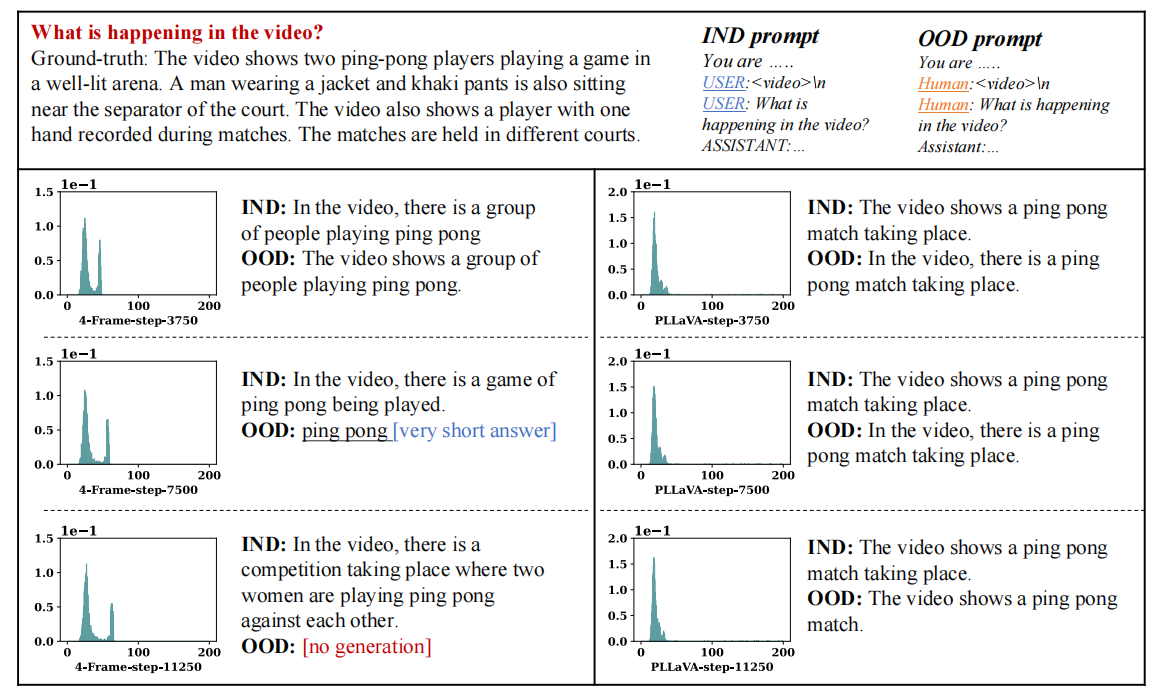 What is happening in the video?
Ground-truth: The video shows two ping-pong players playing a game in
a well-lit arena. A man wearing a jacket and khaki pants is also sitting
near the separator of the court. The video also shows a player with one
hand recorded during matches. The matches are held in different courts.
IND prompt
You are .....
USER:<video>\n
USER: What is
happening in the video?
ASSISTANT:...
OOD prompt
You are .....
Human:<video>\n
Human: What is happening
in the video?
Assistant:...
1e−1
1.5
1.0
0.5
0.0
0 100 200
4-Frame-step-3750
IND: In the video, there is a group
of people playing ping pong
OOD: The video shows a group of
people playing ping pong.
1e−1
2.0
1.5
1.0
0.5
0.0
0 100 200
PLLaVA-step-3750
IND: The video shows a ping pong
match taking place.
OOD: In the video, there is a ping
pong match taking place.
1e−1
1.5
1.0
0.5
0.0
0 100 200
4-Frame-step-7500
IND: In the video, there is a game of
ping pong being played.
OOD: ping pong [very short answer]
1e−1
2.0
1.5
1.0
0.5
0.0
0 100 200
PLLaVA-step-7500
IND: The video shows a ping pong
match taking place.
OOD: In the video, there is a ping
pong match taking place.
1e−1
1.5
1.0
0.5
0.0
0 100 200
4-Frame-step-11250
IND: In the video, there is a
competition taking place where two
women are playing ping pong
against each other.
OOD: [no generation]
1e−1
2.0
1.5
1.0
0.5
0.0
0 100 200
PLLaVA-step-11250
IND: The video shows a ping pong
match taking place.
OOD: The video shows a ping pong
match.